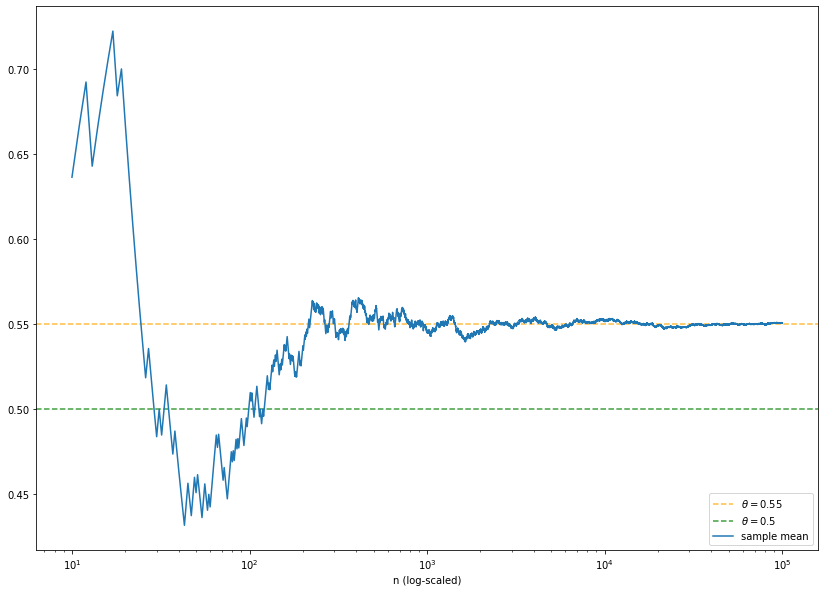 0.70
0.65
0.60
0.55
0.50
0.45
10¹
10²
10³
10⁴
10⁵
n (log-scaled)
θ = 0.55
θ = 0.5
sample mean